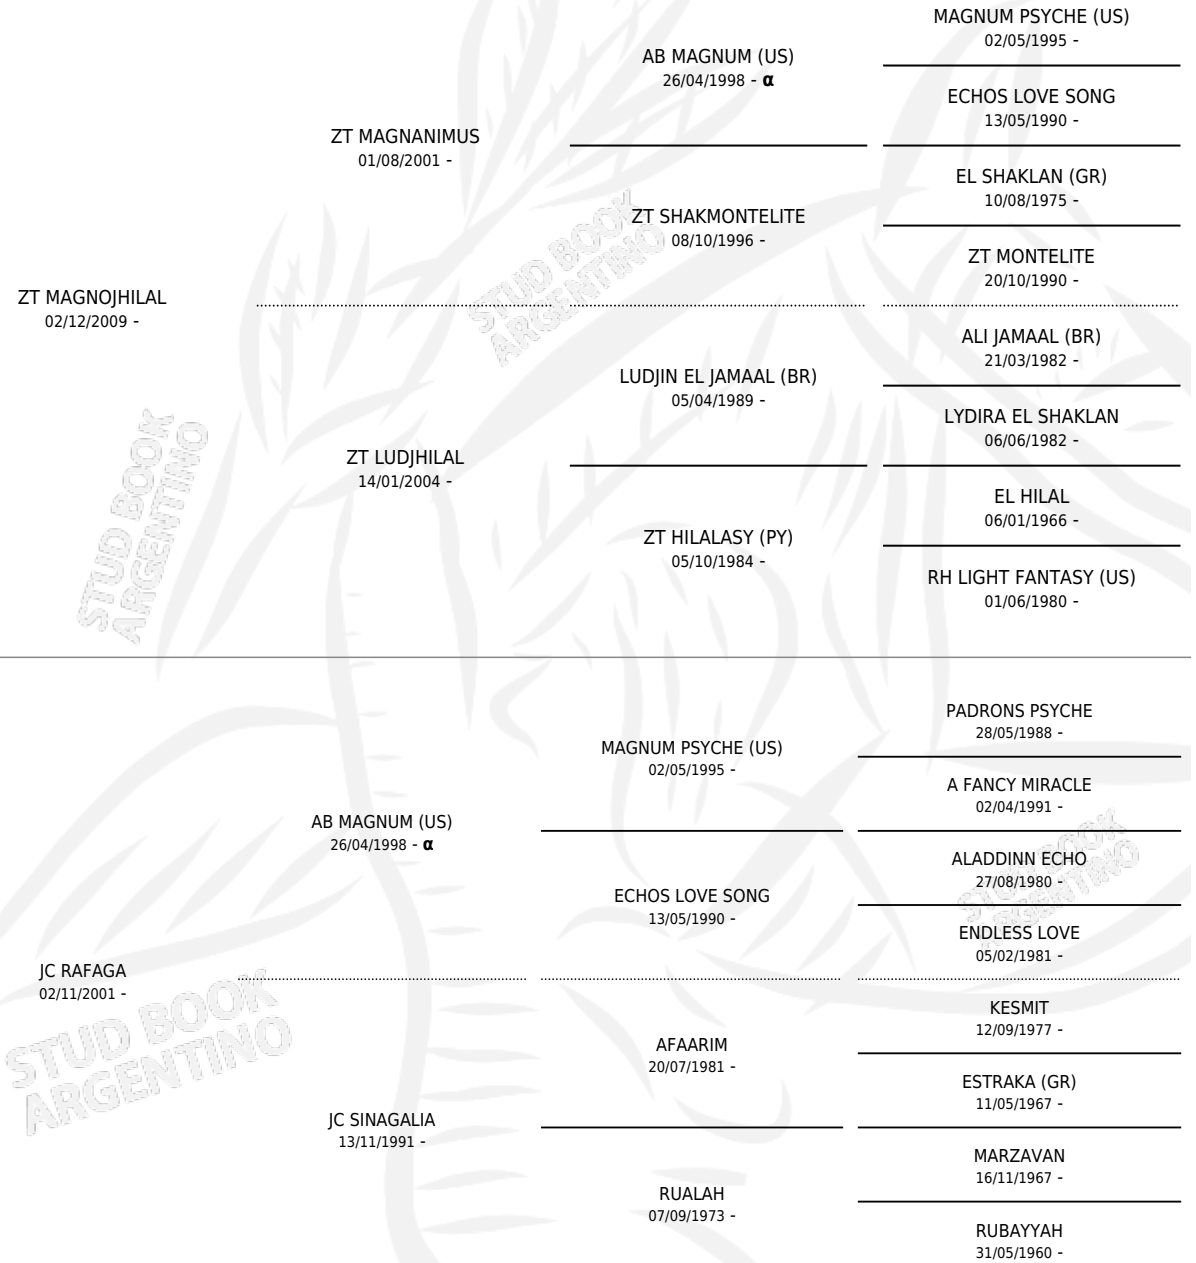 MAGNUM PSYCHE (US)
02/05/1995 -
AB MAGNUM (US)
26/04/1998 - α
ECHOS LOVE SONG
13/05/1990 -
ZT MAGNANIMUS
01/08/2001 -
EL SHAKLAN (GR)
10/08/1975 -
ZT SHAKMONTELITE
08/10/1996 -
ZT MONTELITE
20/10/1990 -
ZT MAGNOJHILAL
02/12/2009 -
STUD BOOK
ARGENTINO
ALI JAMAAL (BR)
21/03/1982 -
LUDJIN EL JAMAAL (BR)
05/04/1989 -
LYDIRA EL SHAKLAN
06/06/1982 -
ZT LUDJHILAL
14/01/2004 -
EL HILAL
06/01/1966 -
ZT HILALASY (PY)
05/10/1984 -
RH LIGHT FANTASY (US)
01/06/1980 -
STUD BOOK
ARGENTINO
PADRONS PSYCHE
28/05/1988 -
MAGNUM PSYCHE (US)
02/05/1995 -
A FANCY MIRACLE
02/04/1991 -
AB MAGNUM (US)
26/04/1998 - α
ALADDINN ECHO
27/08/1980 -
ECHOS LOVE SONG
13/05/1990 -
ENDLESS LOVE
05/02/1981 -
STUD BOOK
ARGENTINO
JC RAFAGA
02/11/2001 -
KESMIT
12/09/1977 -
AFAARIM
20/07/1981 -
ESTRAKA (GR)
11/05/1967 -
JC SINAGALIA
13/11/1991 -
MARZAVAN
16/11/1967 -
RUALAH
07/09/1973 -
RUBAYYAH
31/05/1960 -
STUD BOOK
ARGENTINO